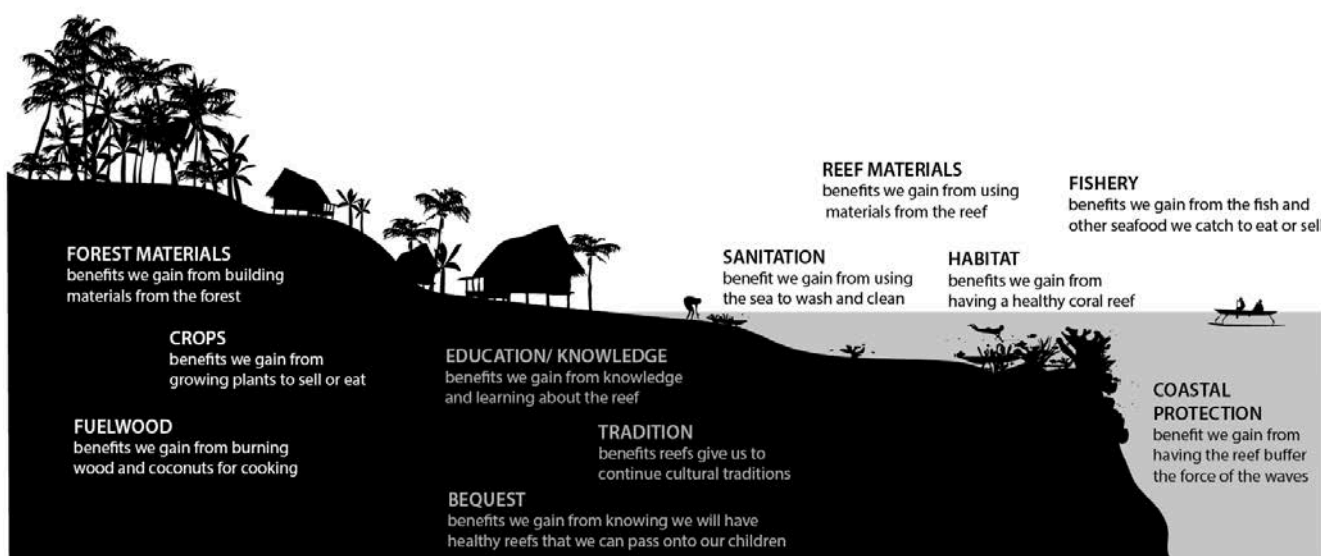 REEF MATERIALS
benefits we gain from using
materials from the reef
FISHERY
benefits we gain from the fish and
other seafood we catch to eat or sell
FOREST MATERIALS
benefits we gain from building
materials from the forest
SANITATION
benefit we gain from using
the sea to wash and clean
HABITAT
benefits we gain from
having a healthy coral reef
CROPS
benefits we gain from
growing plants to sell or eat
EDUCATION/ KNOWLEDGE
benefits we gain from knowledge
and learning about the reef
COASTAL
PROTECTION
benefit we gain from
having the reef buffer
the force of the waves
FUELWOOD
benefits we gain from burning
wood and coconuts for cooking
TRADITION
benefits reefs give us to
continue cultural traditions
BEQUEST
benefits we gain from knowing we will have
healthy reefs that we can pass onto our children